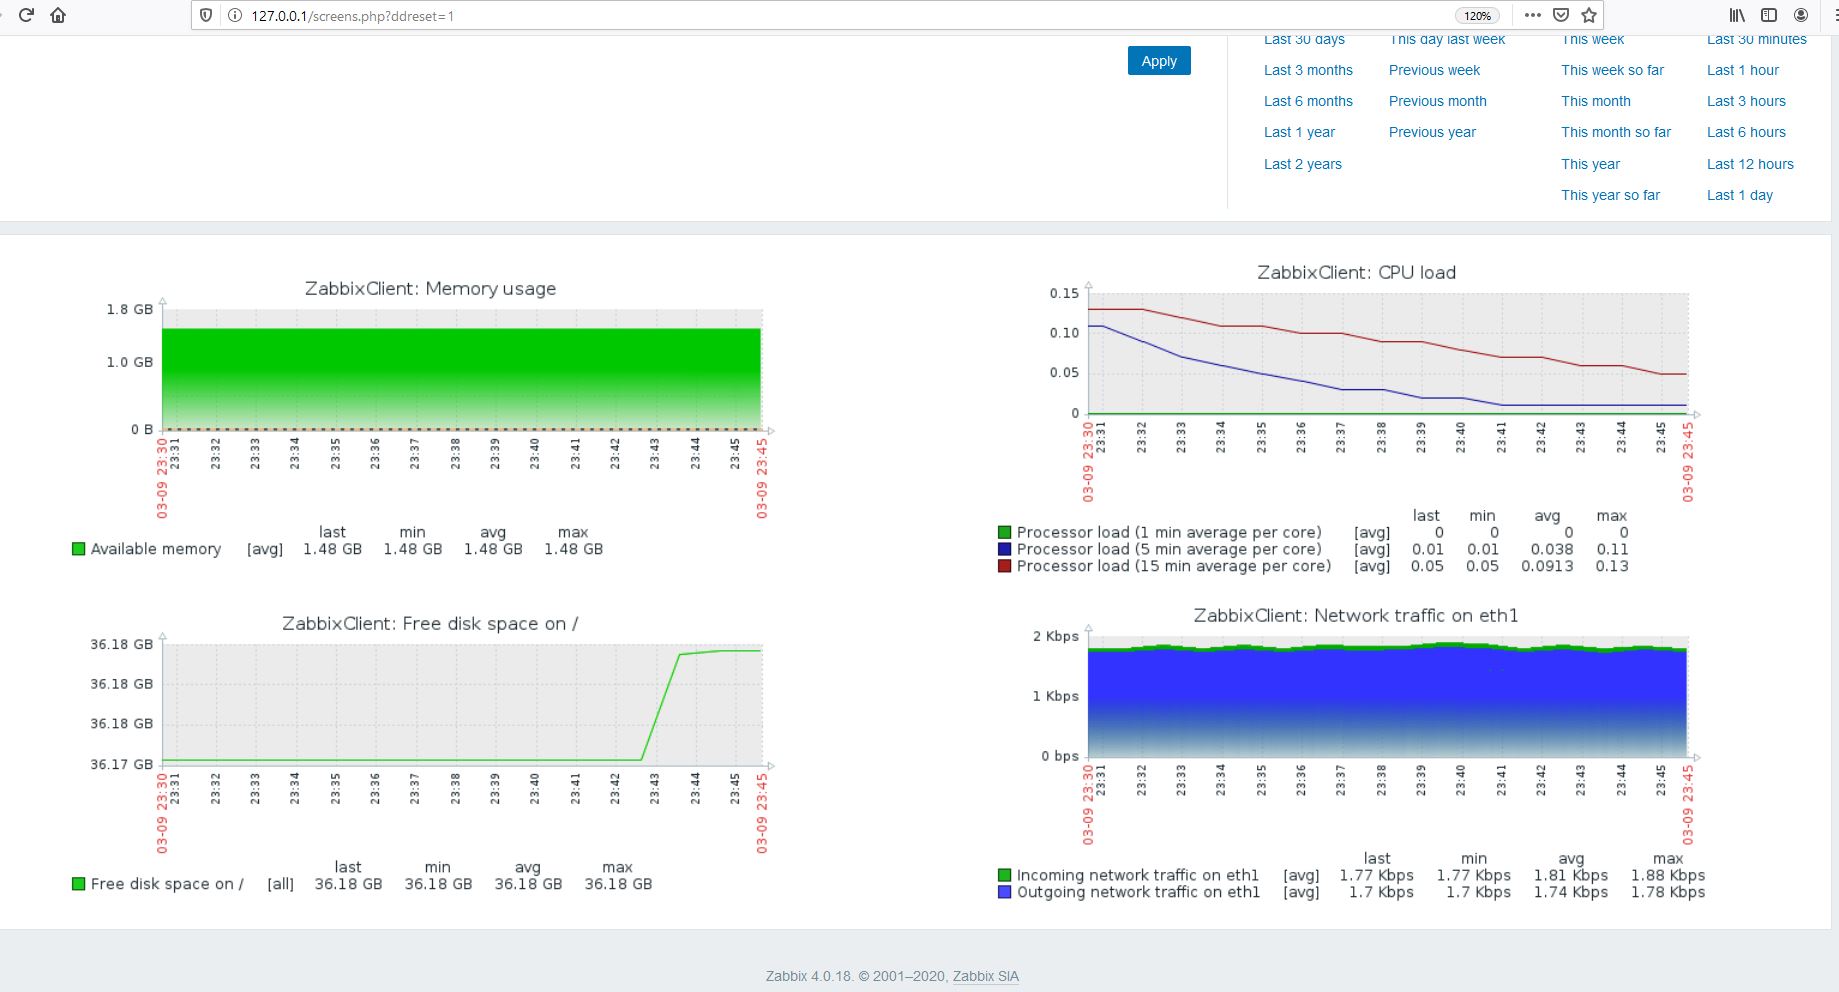 127.0.0.1/screens.php?ddreset=1
120%
Apply
Last 30 days This day last week This week Last 30 minutes
Last 3 months Previous week This week so far Last 1 hour
Last 6 months Previous month This month Last 3 hours
Last 1 year Previous year This month so far Last 6 hours
Last 2 years This year Last 12 hours
This year so far Last 1 day
ZabbixClient: Memory usage
1.8 GB
1.0 GB
0 B
03-09 23:30 23:31 23:32 23:33 23:34 23:35 23:36 23:37 23:38 23:39 23:40 23:41 23:42 23:43 23:44 23:45 03-09 23:45
last min avg max
Available memory [avg] 1.48 GB 1.48 GB 1.48 GB 1.48 GB
ZabbixClient: CPU load
0.15
0.10
0.05
0
03-09 23:30 23:31 23:32 23:33 23:34 23:35 23:36 23:37 23:38 23:39 23:40 23:41 23:42 23:43 23:44 23:45 03-09 23:45
last min avg max
Processor load (1 min average per core) [avg] 0 0 0 0
Processor load (5 min average per core) [avg] 0.01 0.01 0.038 0.11
Processor load (15 min average per core) [avg] 0.05 0.05 0.0913 0.13
ZabbixClient: Free disk space on /
36.18 GB
36.18 GB
36.18 GB
36.17 GB
03-09 23:30 23:31 23:32 23:33 23:34 23:35 23:36 23:37 23:38 23:39 23:40 23:41 23:42 23:43 23:44 23:45 03-09 23:45
last min avg max
Free disk space on / [all] 36.18 GB 36.18 GB 36.18 GB 36.18 GB
ZabbixClient: Network traffic on eth1
2 Kbps
1 Kbps
0 bps
03-09 23:30 23:31 23:32 23:33 23:34 23:35 23:36 23:37 23:38 23:39 23:40 23:41 23:42 23:43 23:44 23:45 03-09 23:45
last min avg max
Incoming network traffic on eth1 [avg] 1.77 Kbps 1.77 Kbps 1.81 Kbps 1.88 Kbps
Outgoing network traffic on eth1 [avg] 1.7 Kbps 1.7 Kbps 1.74 Kbps 1.78 Kbps
Zabbix 4.0.18. © 2001–2020, Zabbix SIA